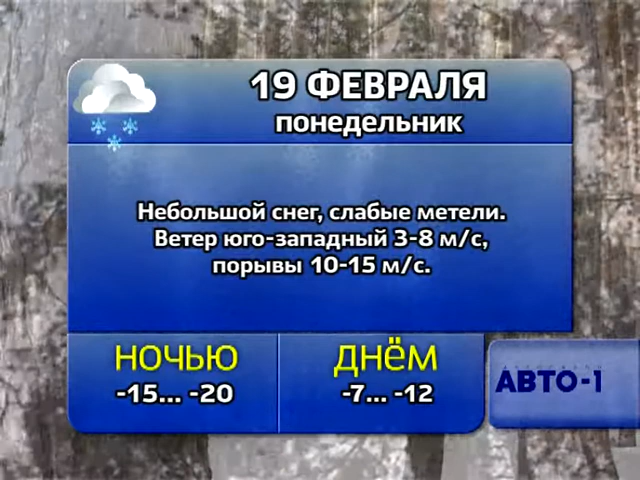 19 ФЕВРАЛЯ
понедельник
Небольшой снег, слабые метели.
Ветер юго-западный 3-8 м/с,
порывы 10-15 м/с.
НОЧЬЮ
-15... -20
ДНЁМ
-7... -12
АВТО-1